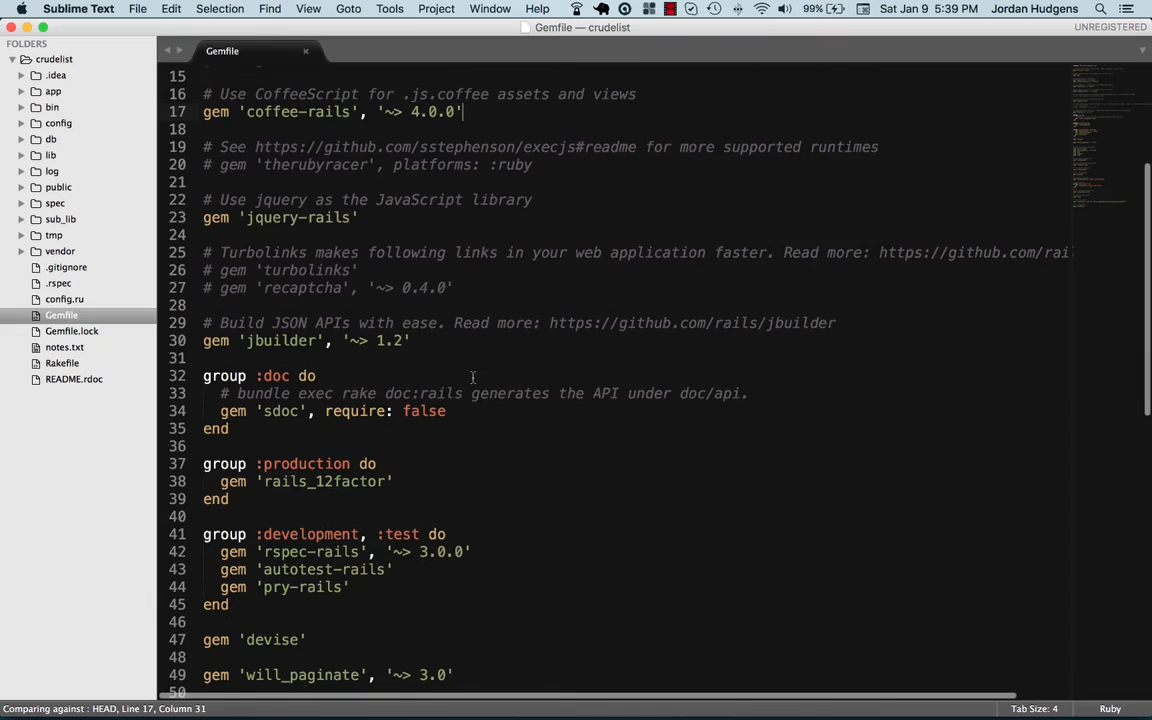 Sublime Text File Edit Selection Find View Goto Tools Project Window Help 99% Sat Jan 9 5:39 PM Jordan Hudgens
Gemfile — crudelist UNREGISTERED
FOLDERS
crudelist
.idea
app
bin
config
db
lib
log
public
spec
sub_lib
tmp
vendor
.gitignore
.rspec
config.ru
Gemfile
Gemfile.lock
notes.txt
Rakefile
README.rdoc
Gemfile
15
16 # Use CoffeeScript for .js.coffee assets and views
17 gem 'coffee-rails', '~> 4.0.0'
18
19 # See https://github.com/sstephenson/execjs#readme for more supported runtimes
20 # gem 'therubyracer', platforms: :ruby
21
22 # Use jquery as the JavaScript library
23 gem 'jquery-rails'
24
25 # Turbolinks makes following links in your web application faster. Read more: https://github.com/rail
26 # gem 'turbolinks'
27 # gem 'recaptcha', '~> 0.4.0'
28
29 # Build JSON APIs with ease. Read more: https://github.com/rails/jbuilder
30 gem 'jbuilder', '~> 1.2'
31
32 group :doc do
33 # bundle exec rake doc:rails generates the API under doc/api.
34 gem 'sdoc', require: false
35 end
36
37 group :production do
38 gem 'rails_12factor'
39 end
40
41 group :development, :test do
42 gem 'rspec-rails', '~> 3.0.0'
43 gem 'autotest-rails'
44 gem 'pry-rails'
45 end
46
47 gem 'devise'
48
49 gem 'will_paginate', '~> 3.0'
50
Comparing against : HEAD, Line 17, Column 31 Tab Size: 4 Ruby